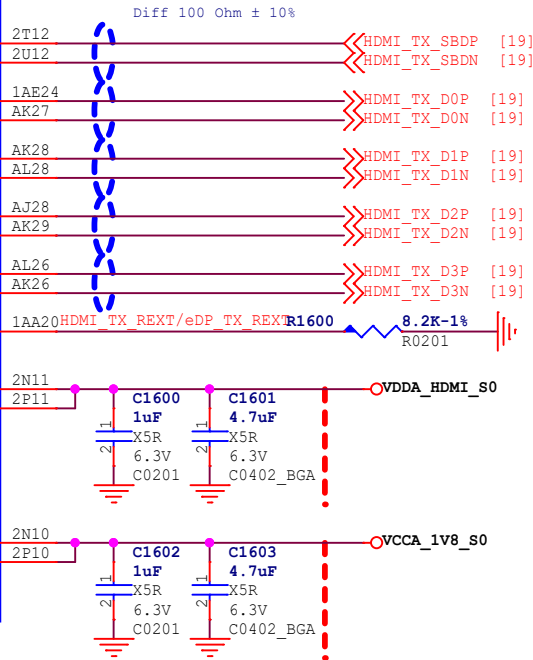 Diff 100 Ohm ± 10%
2T12 HDMI_TX_SBDP [19]
2U12 HDMI_TX_SBDN [19]
1AE24 HDMI_TX_D0P [19]
AK27 HDMI_TX_D0N [19]
AK28 HDMI_TX_D1P [19]
AL28 HDMI_TX_D1N [19]
AJ28 HDMI_TX_D2P [19]
AK29 HDMI_TX_D2N [19]
AL26 HDMI_TX_D3P [19]
AK26 HDMI_TX_D3N [19]
1AA20 HDMI_TX_REXT/eDP_TX_REXT R1600 8.2K-1%
R0201
2N11 VDDA_HDMI_S0
2P11 C1600 C1601
1uF 4.7uF
1 X5R 1 X5R
2 6.3V 2 6.3V
C0201 C0402_BGA
2N10 VCCA_1V8_S0
2P10 C1602 C1603
1uF 4.7uF
1 X5R 1 X5R
2 6.3V 2 6.3V
C0201 C0402_BGA